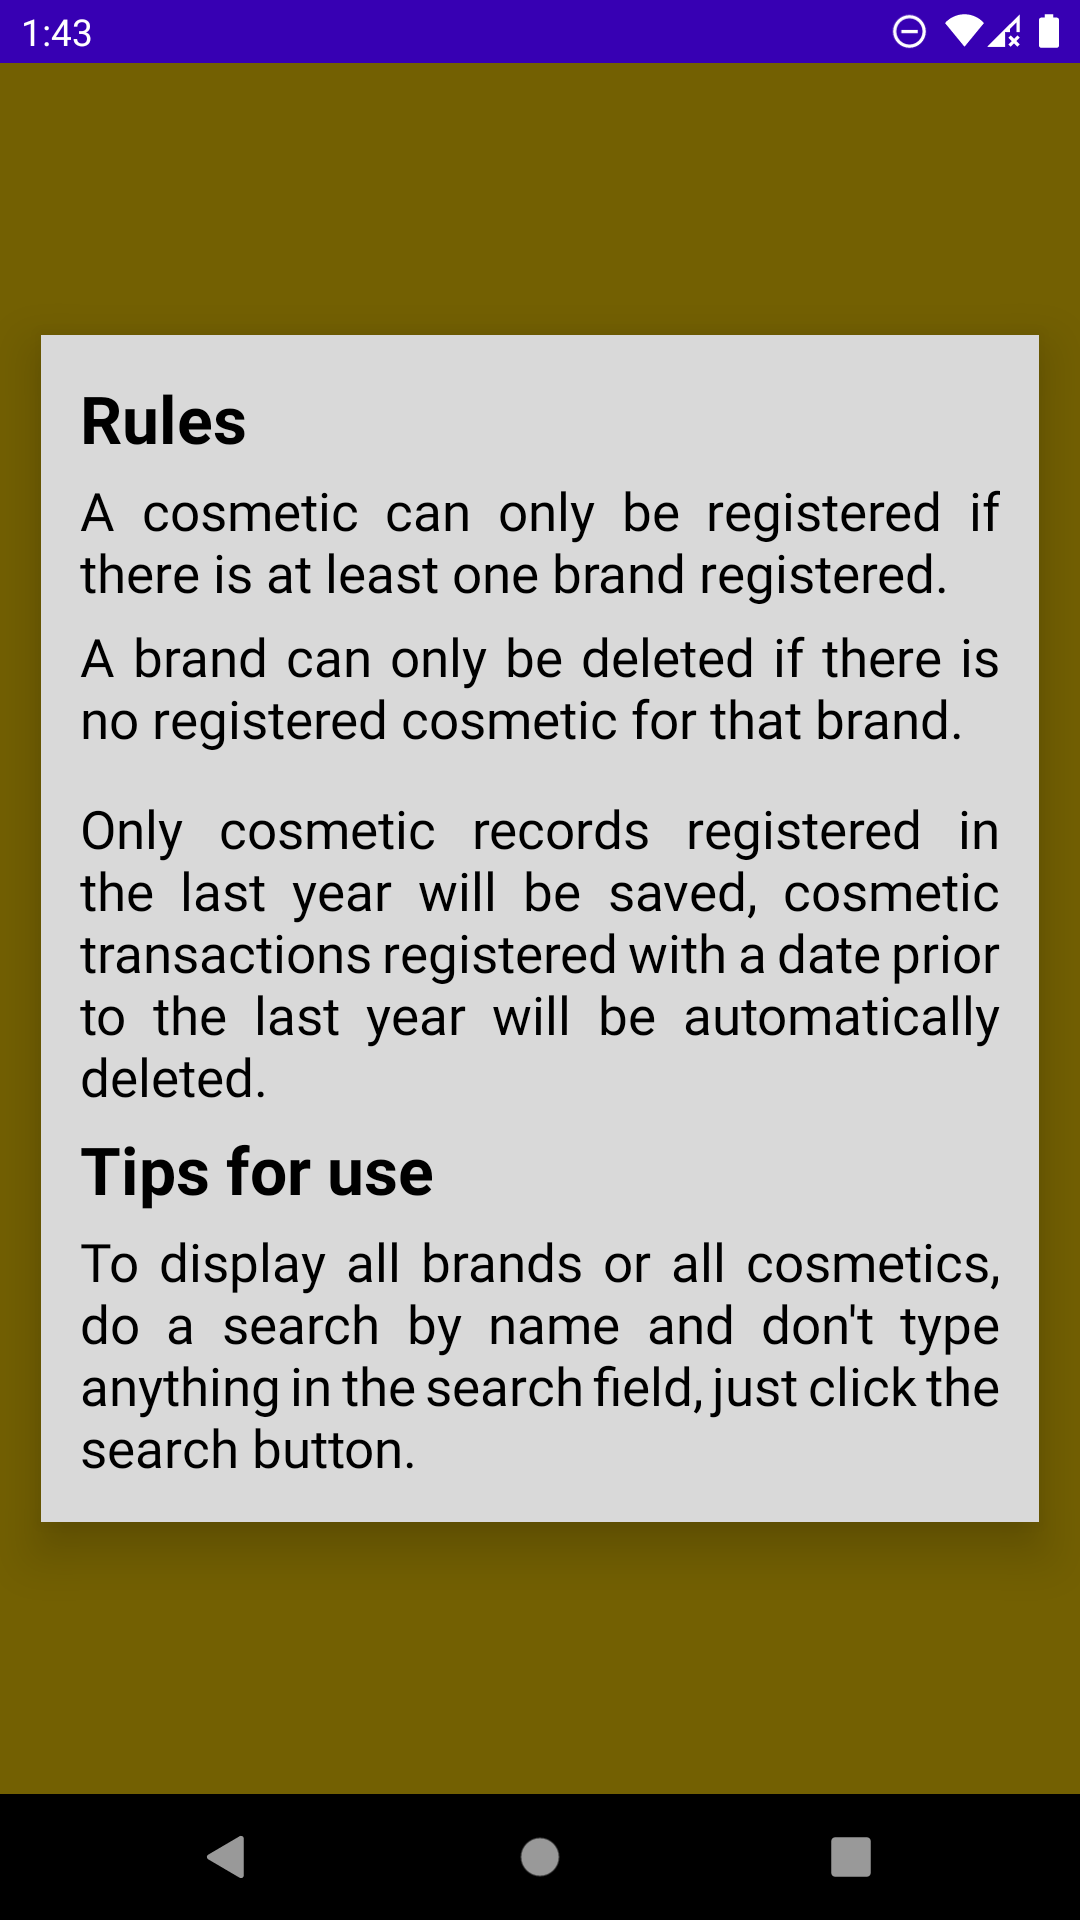 1:43
Rules
A cosmetic can only be registered if
there is at least one brand registered.
A brand can only be deleted if there is
no registered cosmetic for that brand.
Only cosmetic records registered in
the last year will be saved, cosmetic
transactions registered with a date prior
to the last year will be automatically
deleted.
Tips for use
To display all brands or all cosmetics,
do a search by name and don't type
anything in the search field, just click the
search button.